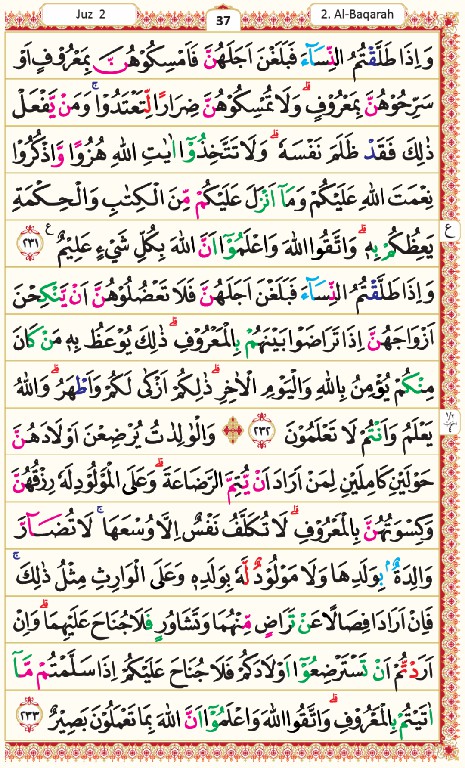 Juz 2
37
2. Al-Baqarah
وَاِذَا طَلَّقْتُمُ النِّسَآءَ فَبَلَغْنَ اَجَلَهُنَّ فَاَمْسِكُوْهُنَّ بِمَعْرُوْفٍ اَوْ
سَرِّحُوْهُنَّ بِمَعْرُوْفٍ ۗ وَلَا تُمْسِكُوْهُنَّ ضِرَارًا لِّتَعْتَدُوْا ۚ وَمَنْ يَّفْعَلْ
ذٰلِكَ فَقَدْ ظَلَمَ نَفْسَهٗ ۗ وَلَا تَتَّخِذُوْٓا اٰيٰتِ اللّٰهِ هُزُوًا وَّاذْكُرُوْا
نِعْمَتَ اللّٰهِ عَلَيْكُمْ وَمَآ اَنْزَلَ عَلَيْكُمْ مِّنَ الْكِتٰبِ وَالْحِكْمَةِ
يَعِظُكُمْ بِهٖ ۗ وَاتَّقُوا اللّٰهَ وَاعْلَمُوْٓا اَنَّ اللّٰهَ بِكُلِّ شَيْءٍ عَلِيْمٌ ٢٣١ ع
ع
وَاِذَا طَلَّقْتُمُ النِّسَآءَ فَبَلَغْنَ اَجَلَهُنَّ فَلَا تَعْضُلُوْهُنَّ اَنْ يَّنْكِحْنَ
اَزْوَاجَهُنَّ اِذَا تَرَاضَوْا بَيْنَهُمْ بِالْمَعْرُوْفِ ۗ ذٰلِكَ يُوْعَظُ بِهٖ مَنْ كَانَ
مِنْكُمْ يُؤْمِنُ بِاللّٰهِ وَالْيَوْمِ الْاٰخِرِ ۗ ذٰلِكُمْ اَزْكٰى لَكُمْ وَاَطْهَرُ ۗ وَاللّٰهُ
يَعْلَمُ وَاَنْتُمْ لَا تَعْلَمُوْنَ ٢٣٢ ۞ وَالْوٰلِدٰتُ يُرْضِعْنَ اَوْلَادَهُنَّ
حَوْلَيْنِ كَامِلَيْنِ لِمَنْ اَرَادَ اَنْ يُّتِمَّ الرَّضَاعَةَ ۗ وَعَلَى الْمَوْلُوْدِ لَهٗ رِزْقُهُنَّ
وَكِسْوَتُهُنَّ بِالْمَعْرُوْفِ ۗ لَا تُكَلَّفُ نَفْسٌ اِلَّا وُسْعَهَا ۚ لَا تُضَآرَّ
وَالِدَةٌ ۢ بِوَلَدِهَا وَلَا مَوْلُوْدٌ لَّهٗ بِوَلَدِهٖ وَعَلَى الْوَارِثِ مِثْلُ ذٰلِكَ ۚ
فَاِنْ اَرَادَا فِصَالًا عَنْ تَرَاضٍ مِّنْهُمَا وَتَشَاوُرٍ فَلَا جُنَاحَ عَلَيْهِمَا ۗ وَاِنْ
اَرَدْتُّمْ اَنْ تَسْتَرْضِعُوْٓا اَوْلَادَكُمْ فَلَا جُنَاحَ عَلَيْكُمْ اِذَا سَلَّمْتُمْ مَّآ
اٰتَيْتُمْ بِالْمَعْرُوْفِ ۗ وَاتَّقُوا اللّٰهَ وَاعْلَمُوْٓا اَنَّ اللّٰهَ بِمَا تَعْمَلُوْنَ بَصِيْرٌ ٢٣٣